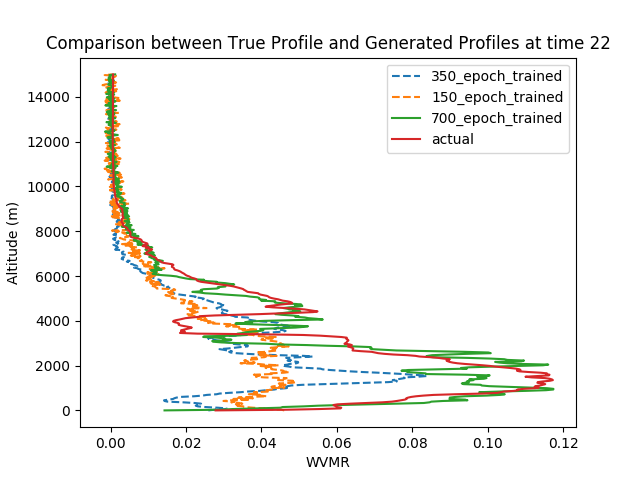 Comparison between True Profile and Generated Profiles at time 22
350_epoch_trained
150_epoch_trained
700_epoch_trained
actual
Altitude (m)
14000
12000
10000
8000
6000
4000
2000
0
0.00 0.02 0.04 0.06 0.08 0.10 0.12
WVMR